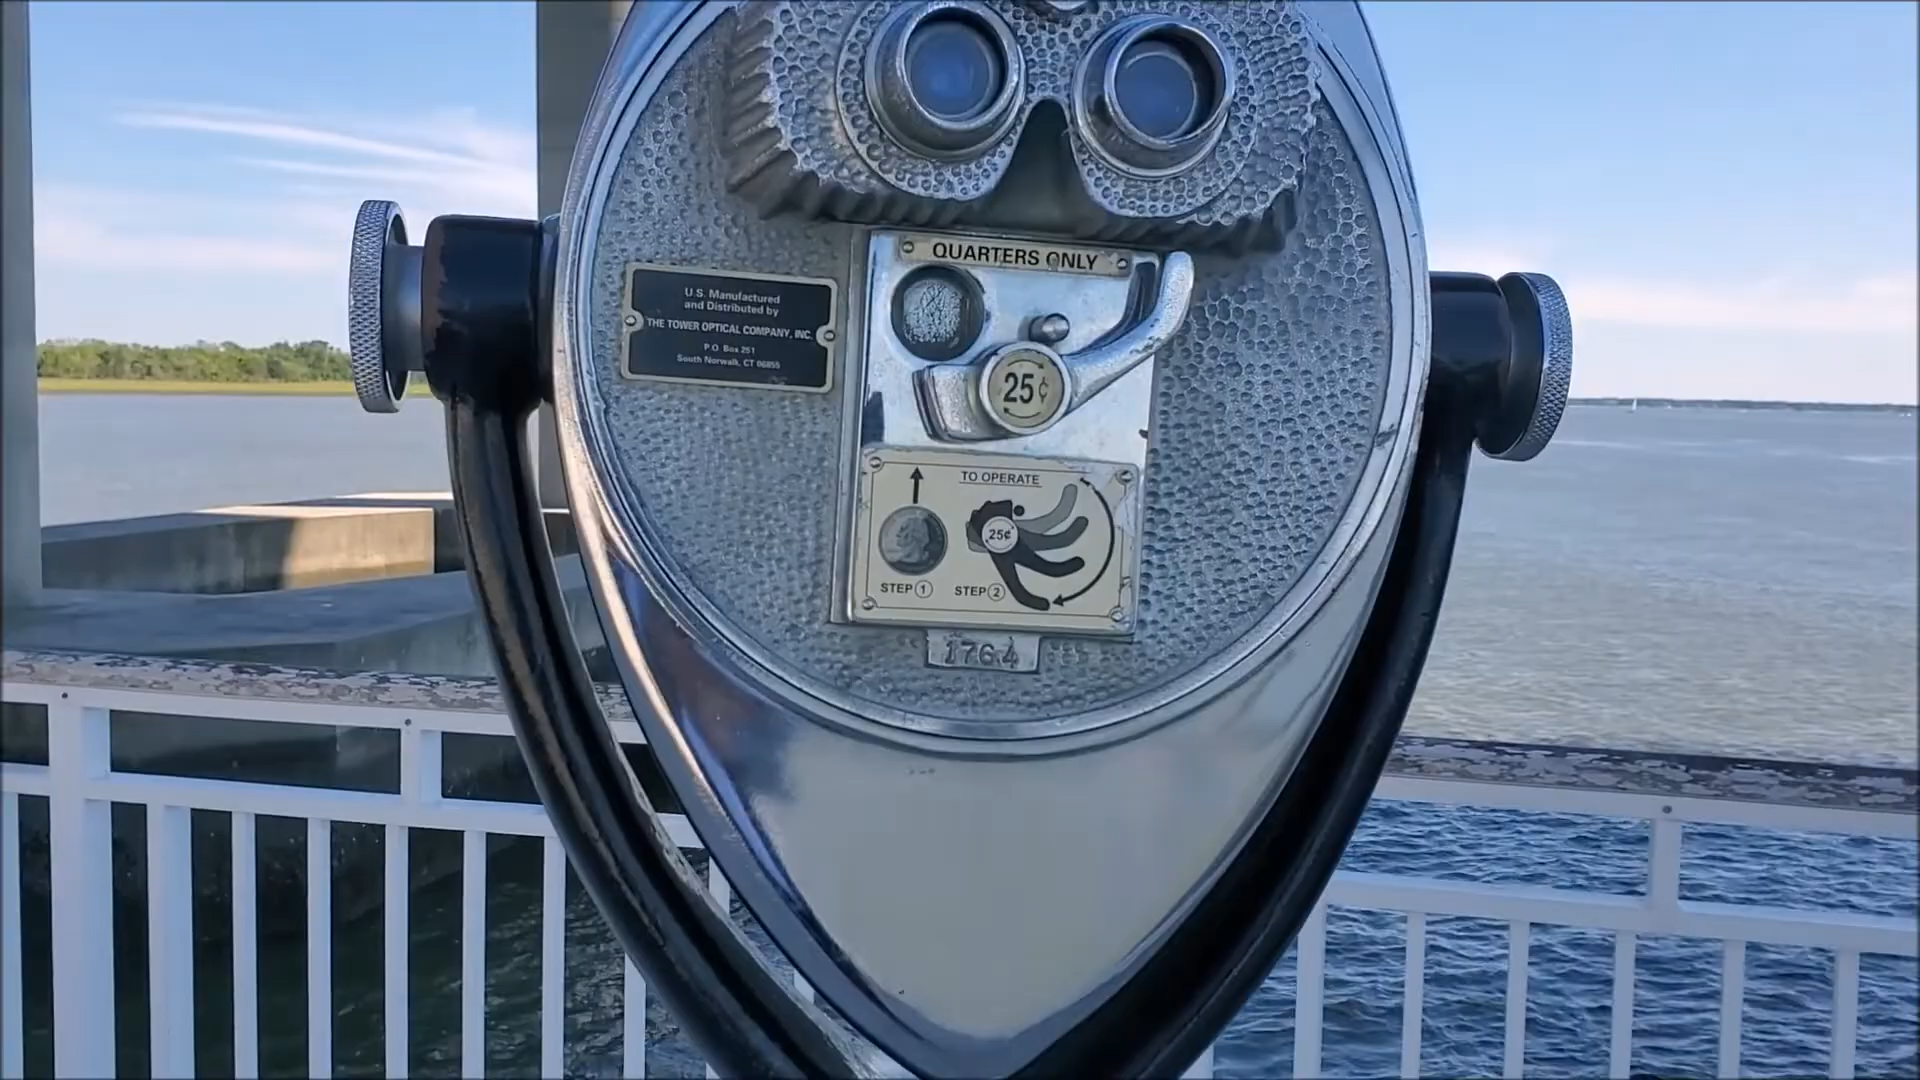 QUARTERS ONLY
U.S. Manufactured
and Distributed by
THE TOWER OPTICAL COMPANY, INC.
P.O. Box 251
South Norwalk, CT 06855
25¢
TO OPERATE
25¢
STEP 1 STEP 2
1764